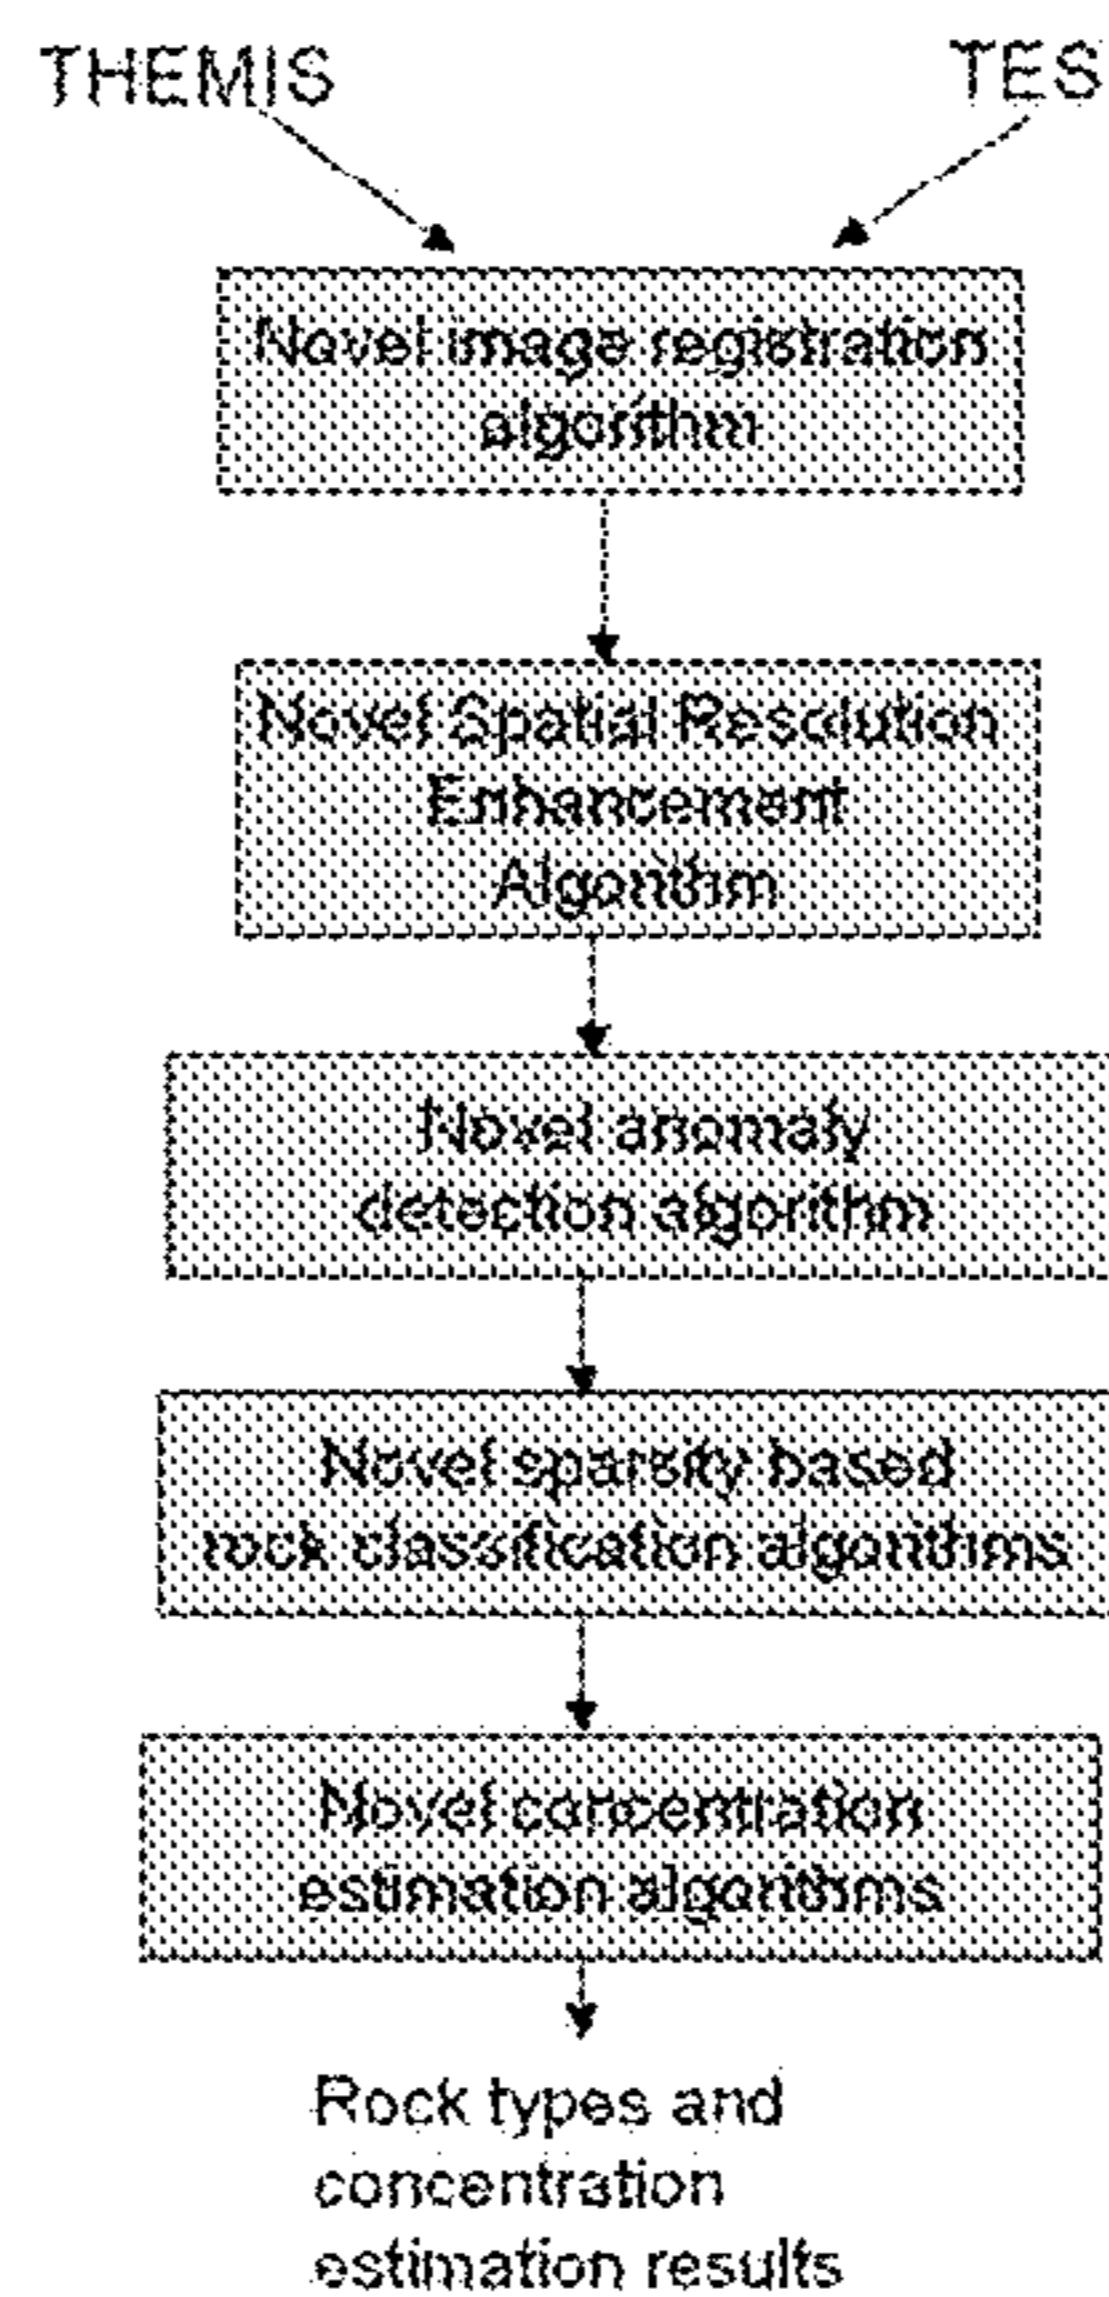 THEMIS
TES
Novel image registration
algorithm
Novel Spatial Resolution
Enhancement
Algorithm
Novel anomaly
detection algorithm
Novel sparsity based
rock classification algorithms
Novel concentration
estimation algorithms
Rock types and
concentration
estimation results